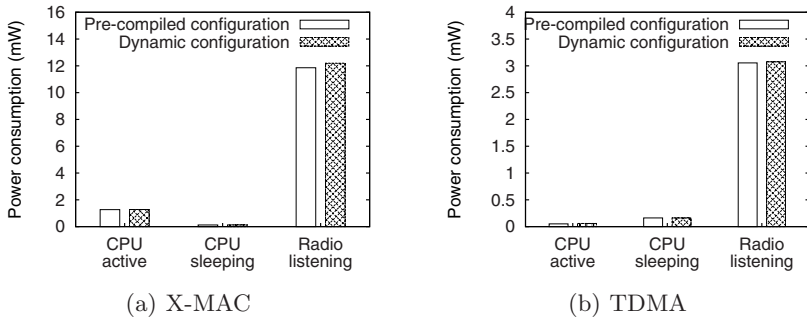 Power consumption (mW)
16
14
12
10
8
6
4
2
0
Pre-compiled configuration
Dynamic configuration
CPU active
CPU sleeping
Radio listening
(a) X-MAC
Power consumption (mW)
4
3.5
3
2.5
2
1.5
1
0.5
0
Pre-compiled configuration
Dynamic configuration
CPU active
CPU sleeping
Radio listening
(b) TDMA